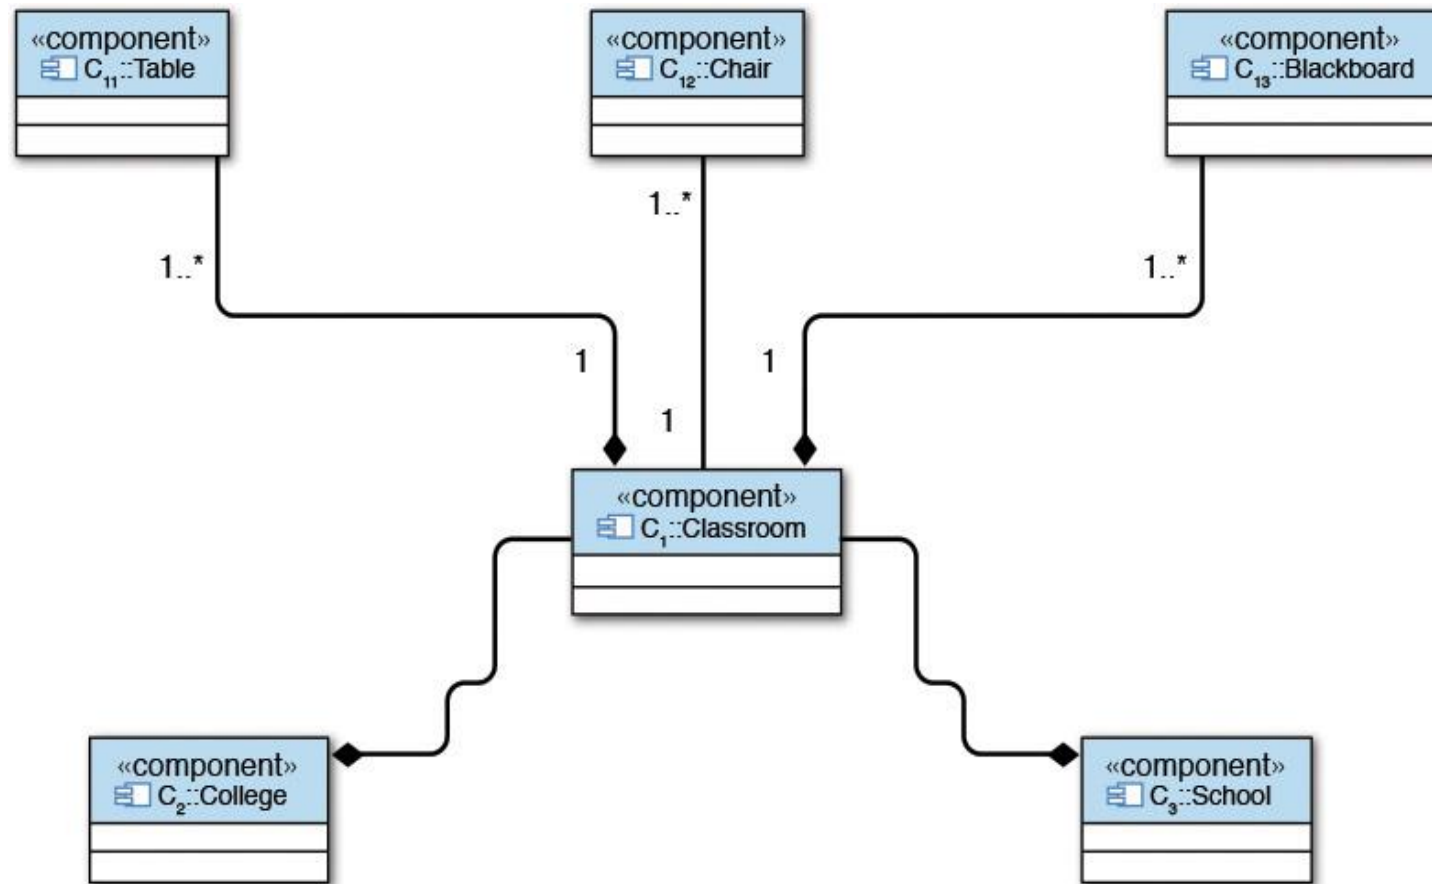 «component»
C₁₁::Table
«component»
C₁₂::Chair
«component»
C₁₃::Blackboard
1..*
1..*
1..*
1
1
1
«component»
C₁::Classroom
«component»
C₂::College
«component»
C₃::School